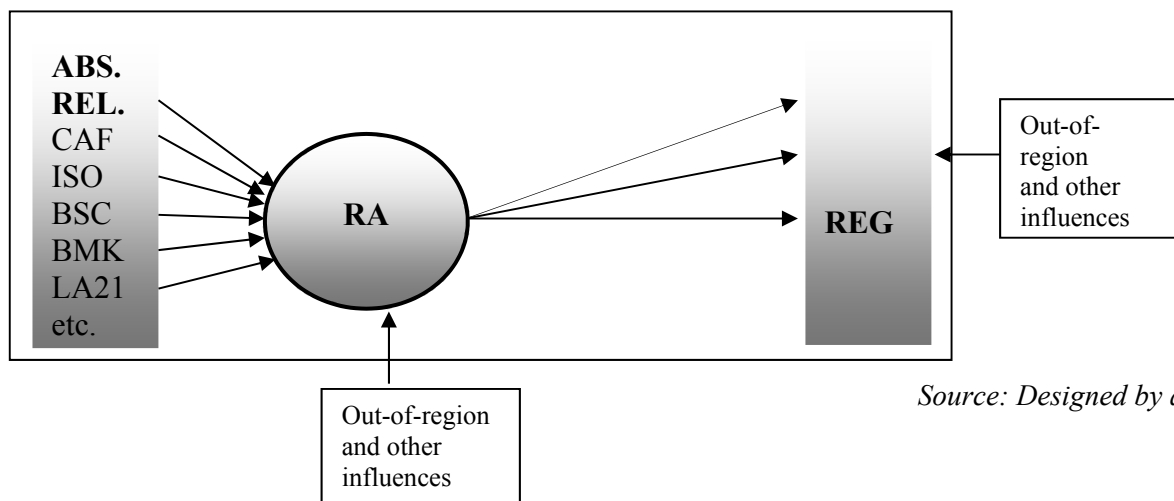 ABS.
REL.
CAF
ISO
BSC
BMK
LA21
etc.
RA
REG
Out-of-
region
and other
influences
Out-of-region
and other
influences
Source: Designed by